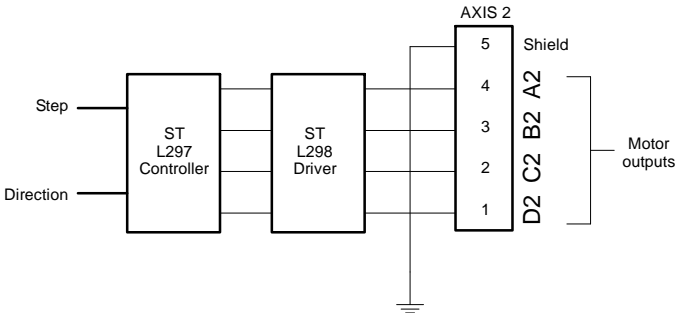 AXIS 2
5 Shield
Step
ST
L297
Controller
ST
L298
Driver
4 A2
3 B2
2 C2
1 D2
Motor
outputs
Direction